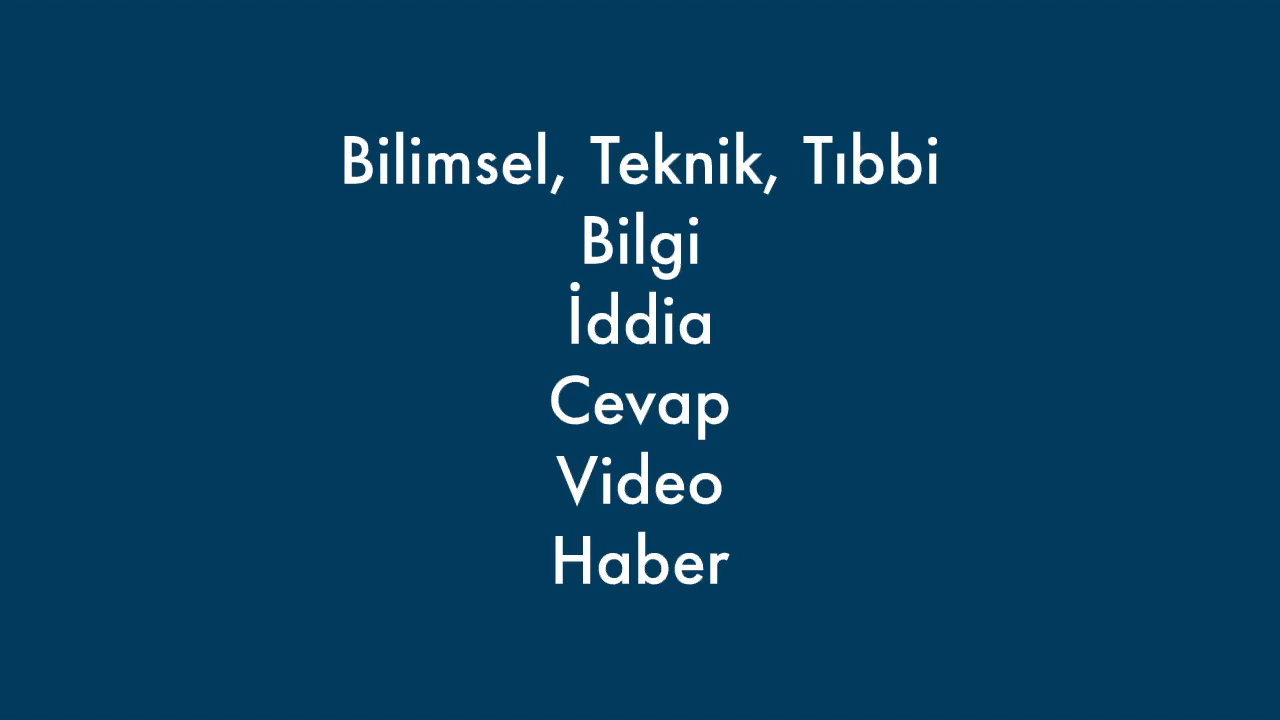 Bilimsel, Teknik, Tıbbi
Bilgi
İddia
Cevap
Video
Haber